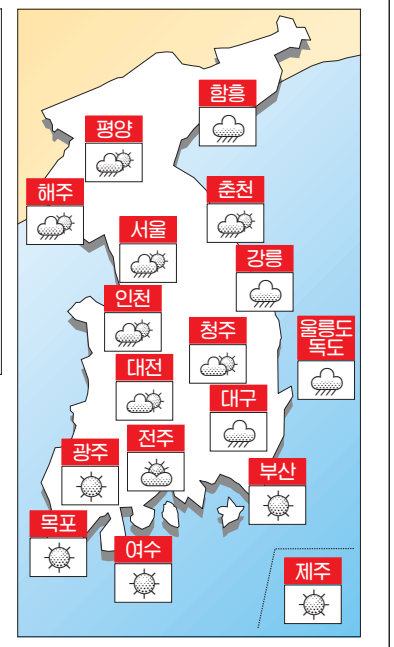 함흥
평양
해주
춘천
서울
강릉
인천
청주
울릉도
독도
대전
대구
전주
광주
부산
목포
여수
제주